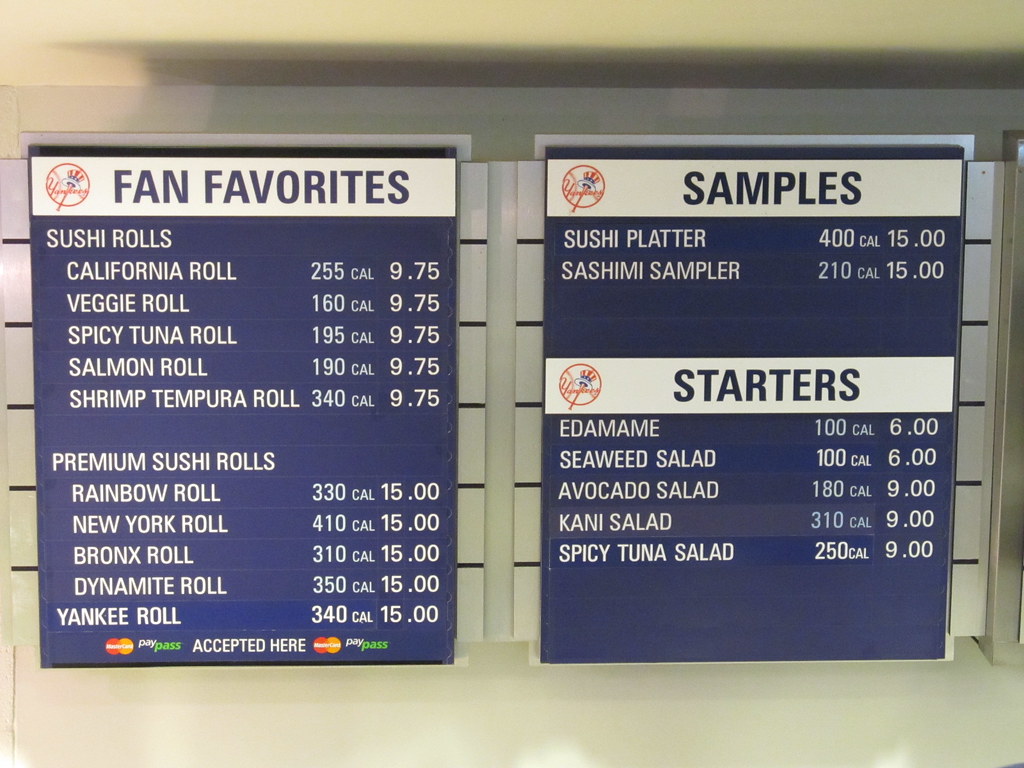 Yankees FAN FAVORITES
SUSHI ROLLS
CALIFORNIA ROLL 255 CAL 9.75
VEGGIE ROLL 160 CAL 9.75
SPICY TUNA ROLL 195 CAL 9.75
SALMON ROLL 190 CAL 9.75
SHRIMP TEMPURA ROLL 340 CAL 9.75
PREMIUM SUSHI ROLLS
RAINBOW ROLL 330 CAL 15.00
NEW YORK ROLL 410 CAL 15.00
BRONX ROLL 310 CAL 15.00
DYNAMITE ROLL 350 CAL 15.00
YANKEE ROLL 340 CAL 15.00
MasterCard paypass ACCEPTED HERE MasterCard paypass
Yankees SAMPLES
SUSHI PLATTER 400 CAL 15.00
SASHIMI SAMPLER 210 CAL 15.00
Yankees STARTERS
EDAMAME 100 CAL 6.00
SEAWEED SALAD 100 CAL 6.00
AVOCADO SALAD 180 CAL 9.00
KANI SALAD 310 CAL 9.00
SPICY TUNA SALAD 250CAL 9.00